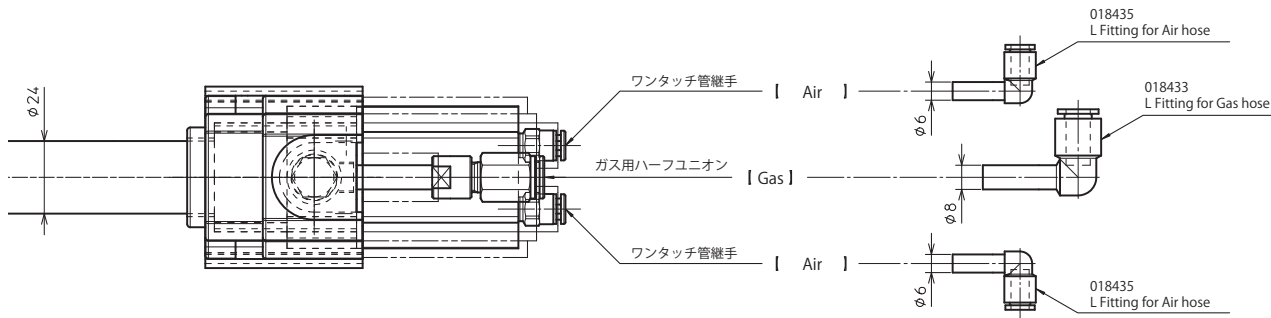 018435
L Fitting for Air hose
ワンタッチ管継手
【 Air 】
φ6
018433
L Fitting for Gas hose
φ24
ガス用ハーフユニオン
【 Gas 】
φ8
ワンタッチ管継手
【 Air 】
φ6
018435
L Fitting for Air hose